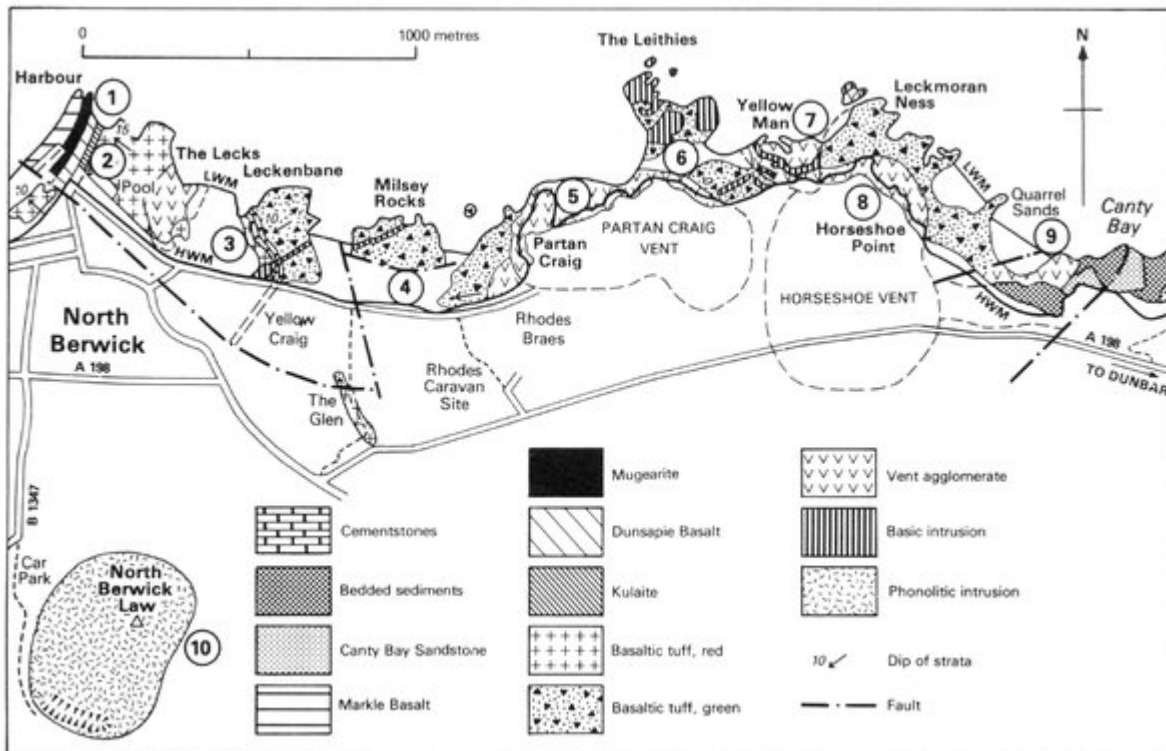 0
1000 metres
The Leithies
N
Harbour
1
Leckmoran
Ness
Yellow
Man
7
15
2
The Lecks
LWM
Pool
Leckenbane
6
LWM
10
Milsey
Rocks
5
Quarrel
Sands
Canty
Bay
10
3
HWM
4
Partan
Craig
PARTAN CRAIG
VENT
8
Horseshoe
Point
9
HORSESHOE VENT
HWM
North
Berwick
A 198
Yellow
Craig
Rhodes
Braes
A 198
TO DUNBAR
The
Glen
Rhodes
Caravan
Site
B 1347
Car
Park
North
Berwick
Law
10
Cementstones
Bedded sediments
Canty Bay Sandstone
Markle Basalt
Mugearite
Dunsapie Basalt
Kulaite
Basaltic tuff, red
Basaltic tuff, green
Vent agglomerate
Basic intrusion
Phonolitic intrusion
10
Dip of strata
Fault